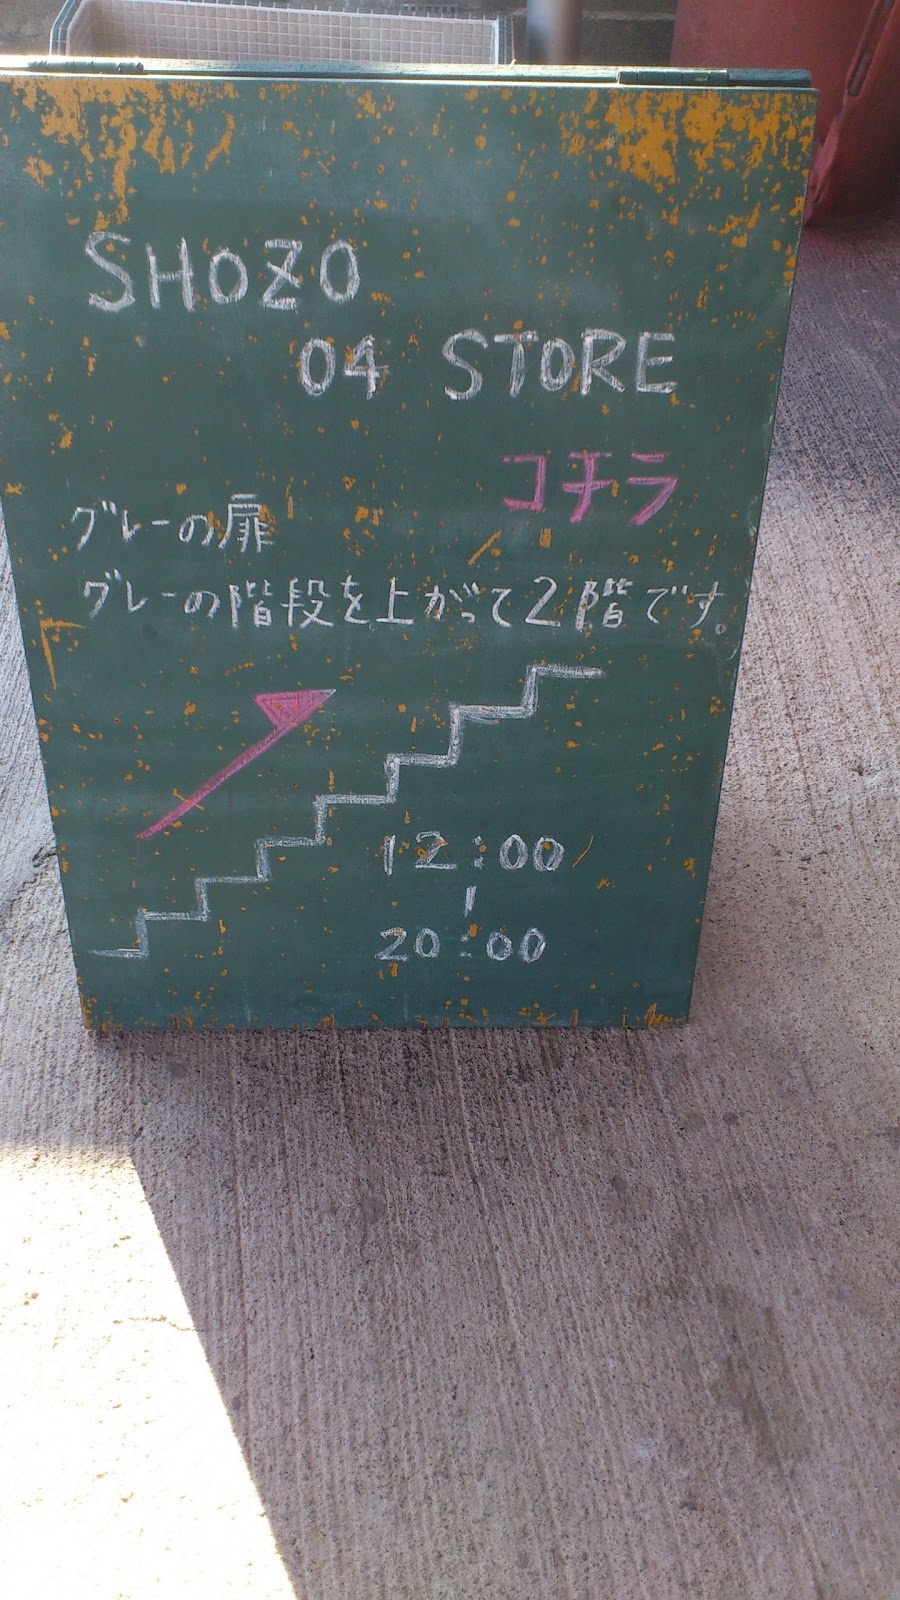 SHOZO
04 STORE
コチラ
グレーの扉
グレーの階段を上がって2階です。
12:00
|
20:00